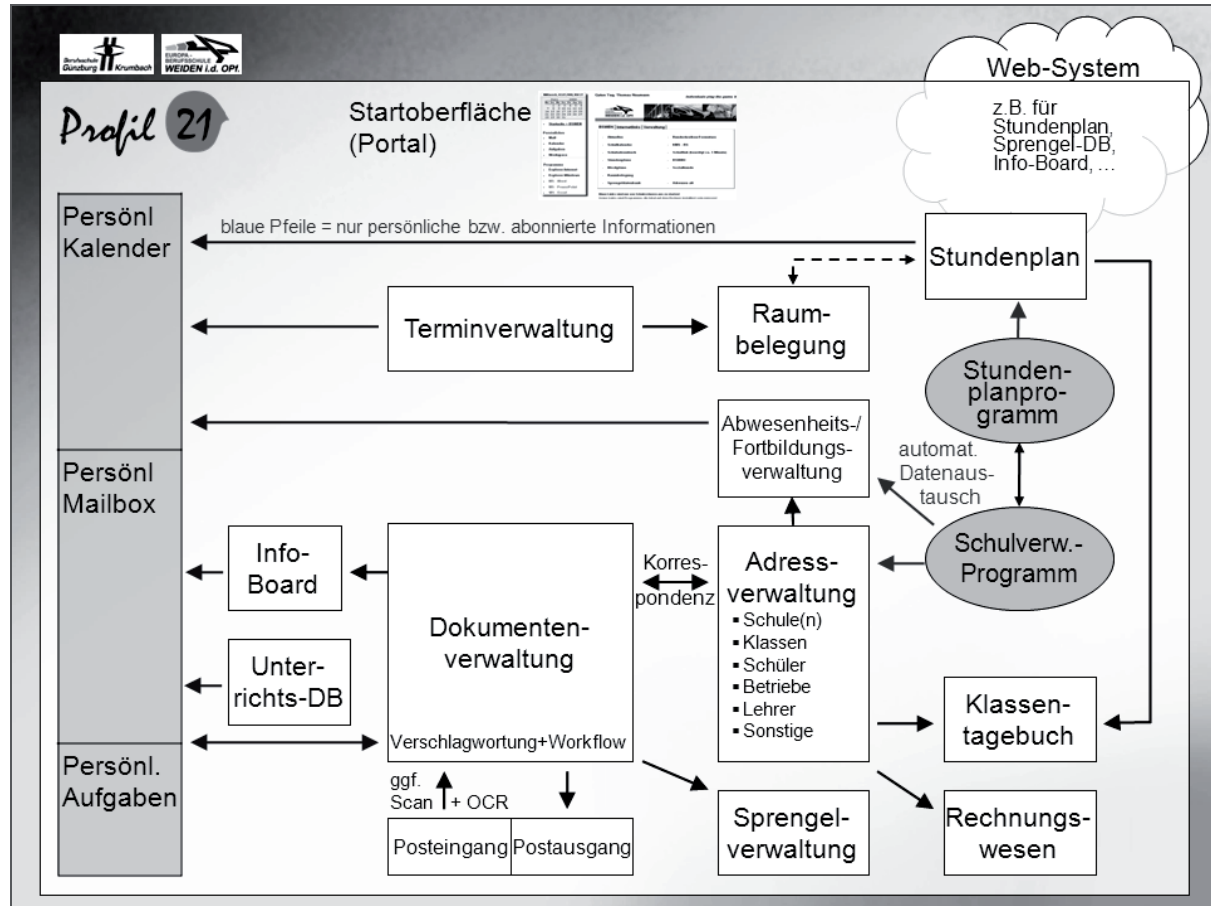 Berufsschule
Günzburg Krumbach
EUROPA-
BERUFSSCHULE
WEIDEN i.d. OPf.
Profil 21
Startoberfläche
(Portal)
Web-System
z.B. für
Stundenplan,
Sprengel-DB,
Info-Board, ...
Persönl
Kalender
blaue Pfeile = nur persönliche bzw. abonnierte Informationen
Stundenplan
Terminverwaltung
Raum-
belegung
Stunden-
planpro-
gramm
Abwesenheits-/
Fortbildungs-
verwaltung
automat.
Datenaus-
tausch
Persönl
Mailbox
Info-
Board
Dokumenten-
verwaltung
Korres-
pondenz
Adress-
verwaltung
▪ Schule(n)
▪ Klassen
▪ Schüler
▪ Betriebe
▪ Lehrer
▪ Sonstige
Schulverw.-
Programm
Unter-
richts-DB
Klassen-
tagebuch
Verschlagwortung+Workflow
Persönl.
Aufgaben
ggf.
Scan + OCR
Posteingang
Postausgang
Sprengel-
verwaltung
Rechnungs-
wesen